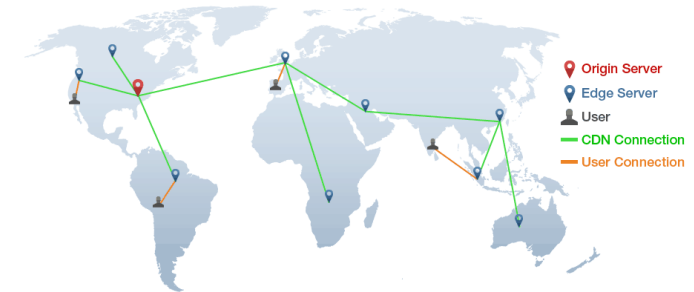 Origin Server
Edge Server
User
CDN Connection
User Connection